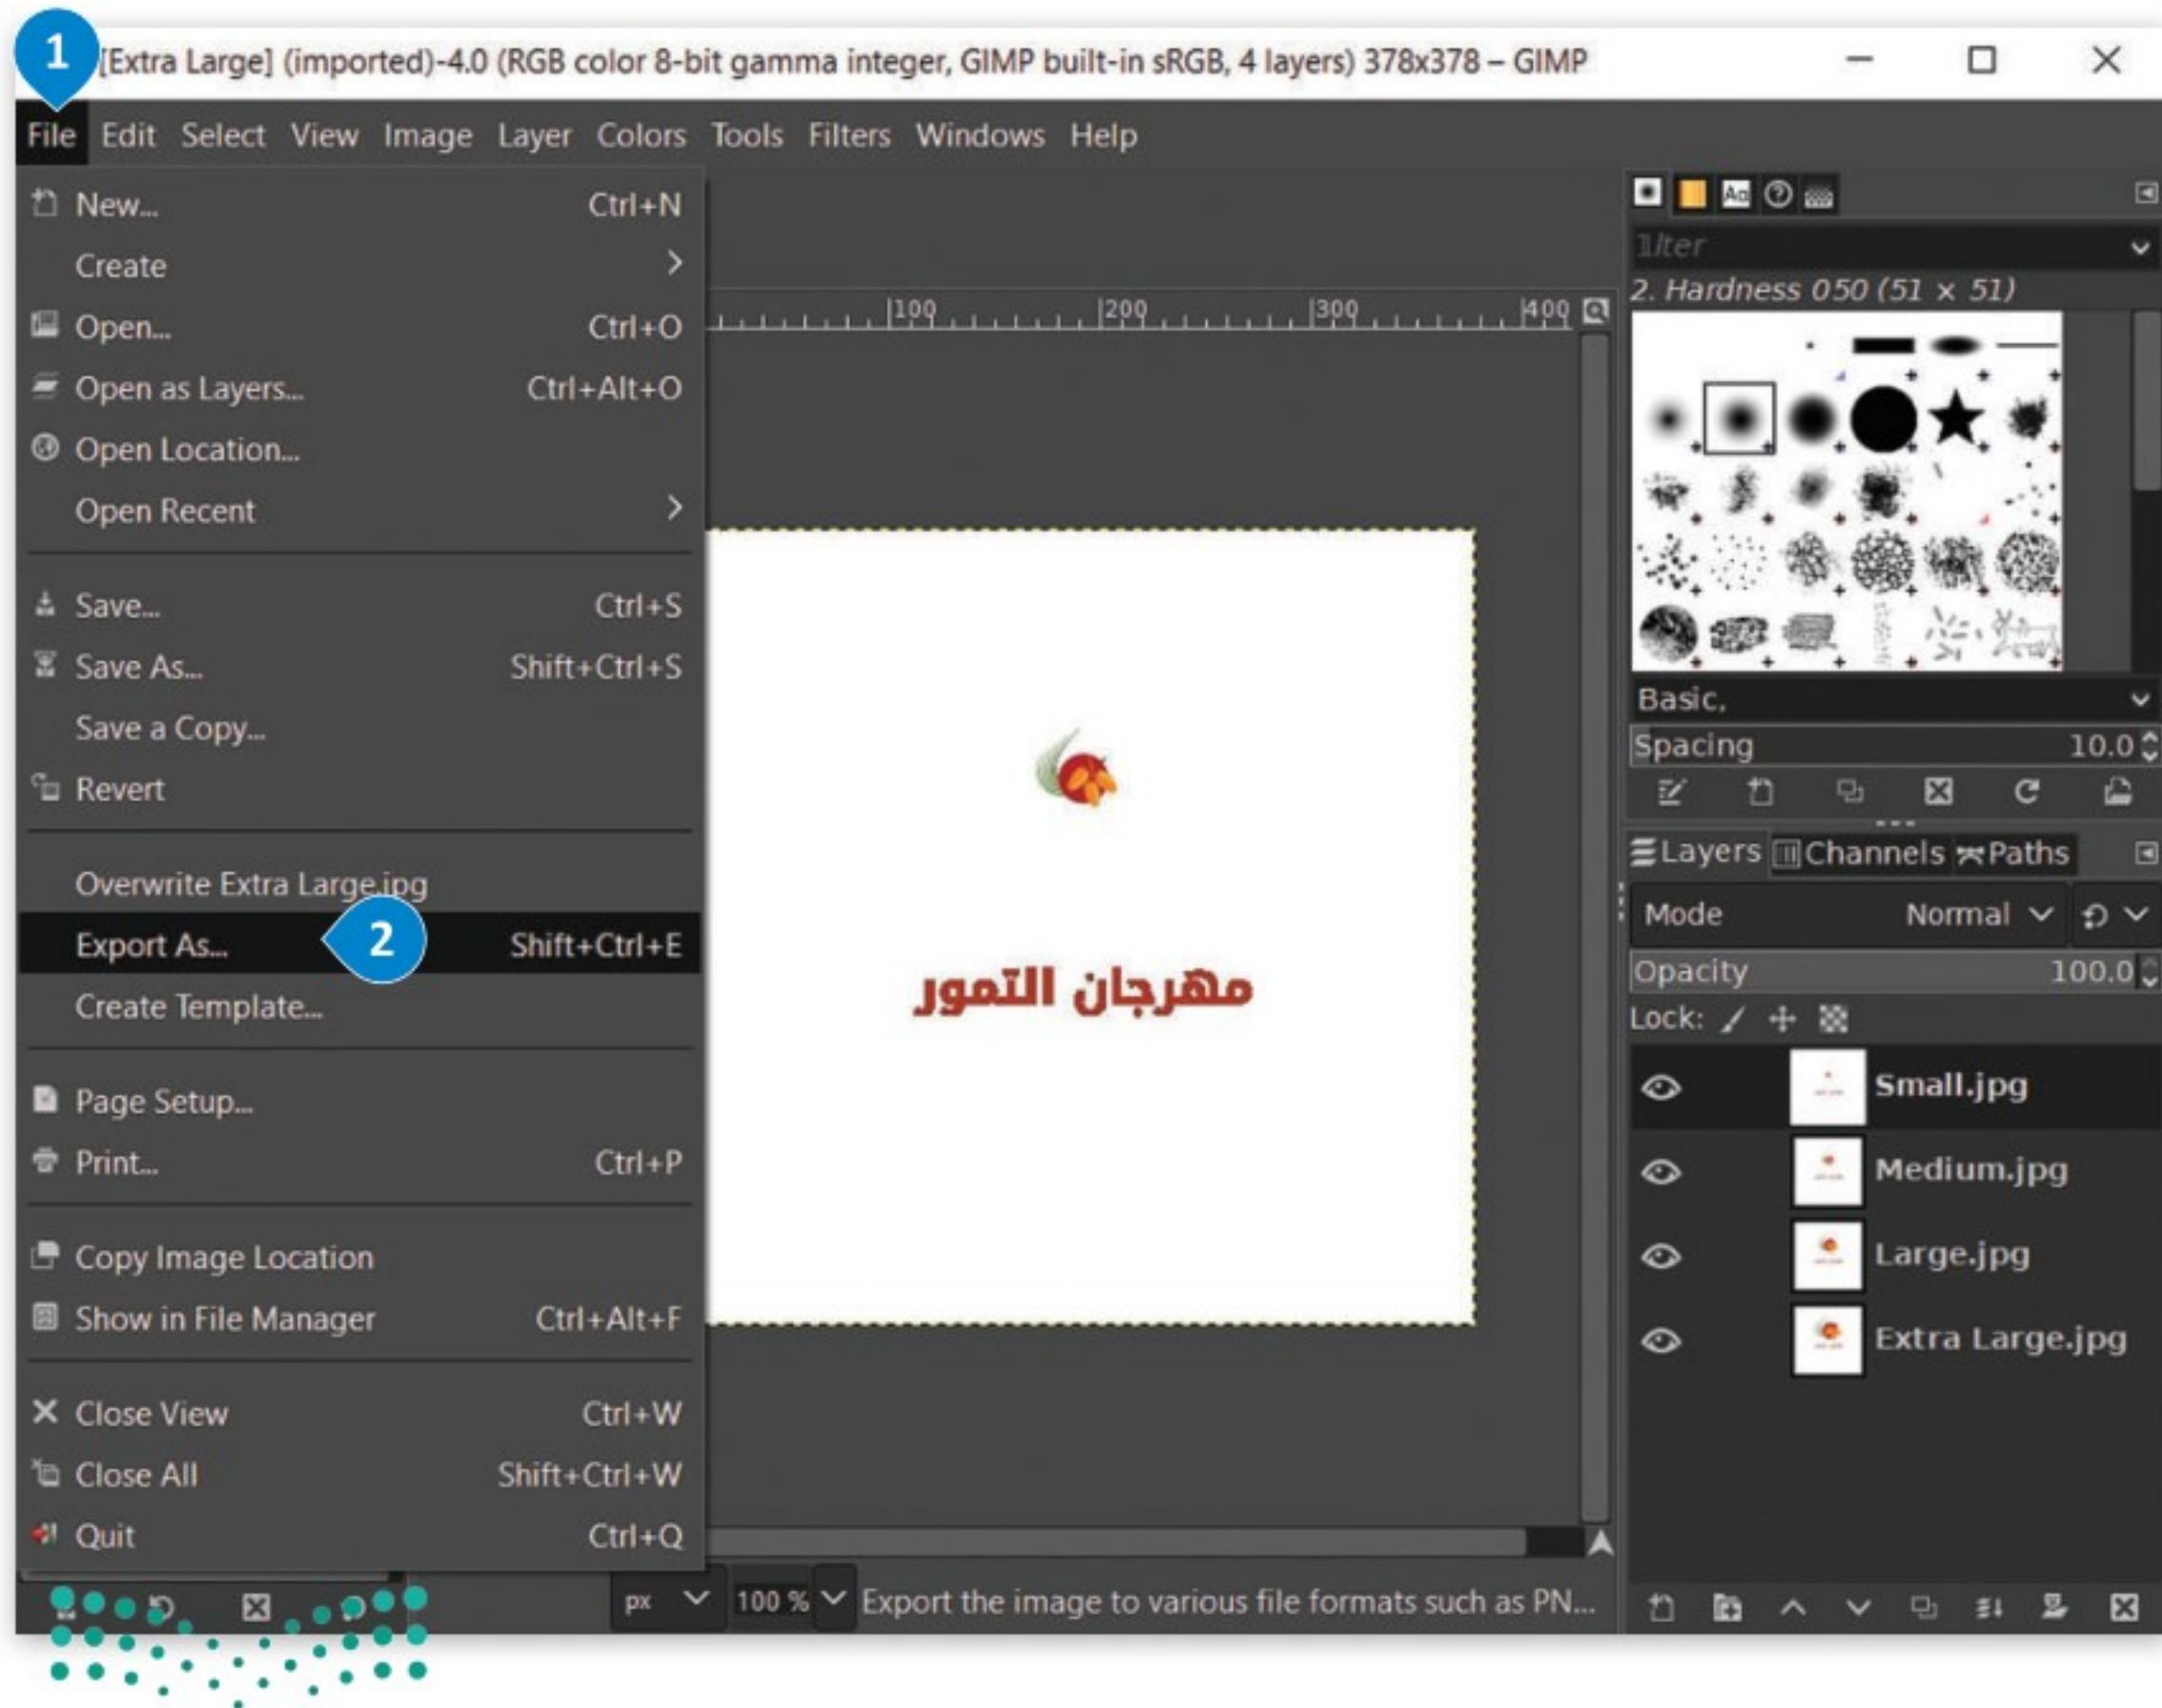 1
[Extra Large] (imported)-4.0 (RGB color 8-bit gamma integer, GIMP built-in sRGB, 4 layers) 378x378 – GIMP
File Edit Select View Image Layer Colors Tools Filters Windows Help
New... Ctrl+N
Create
Open... Ctrl+O
Open as Layers... Ctrl+Alt+O
Open Location...
Open Recent
Save... Ctrl+S
Save As... Shift+Ctrl+S
Save a Copy...
Revert
Overwrite Extra Large.jpg
Export As... 2 Shift+Ctrl+E
Create Template...
Page Setup...
Print... Ctrl+P
Copy Image Location
Show in File Manager Ctrl+Alt+F
Close View Ctrl+W
Close All Shift+Ctrl+W
Quit Ctrl+Q
100 200 300 400
مهرجان التمور
px 100 % Export the image to various file formats such as PN...
Aa
2. Hardness 050 (51 × 51)
Basic,
Spacing 10.0
Layers Channels Paths
Mode Normal
Opacity 100.0
Lock:
Small.jpg
Medium.jpg
Large.jpg
Extra Large.jpg